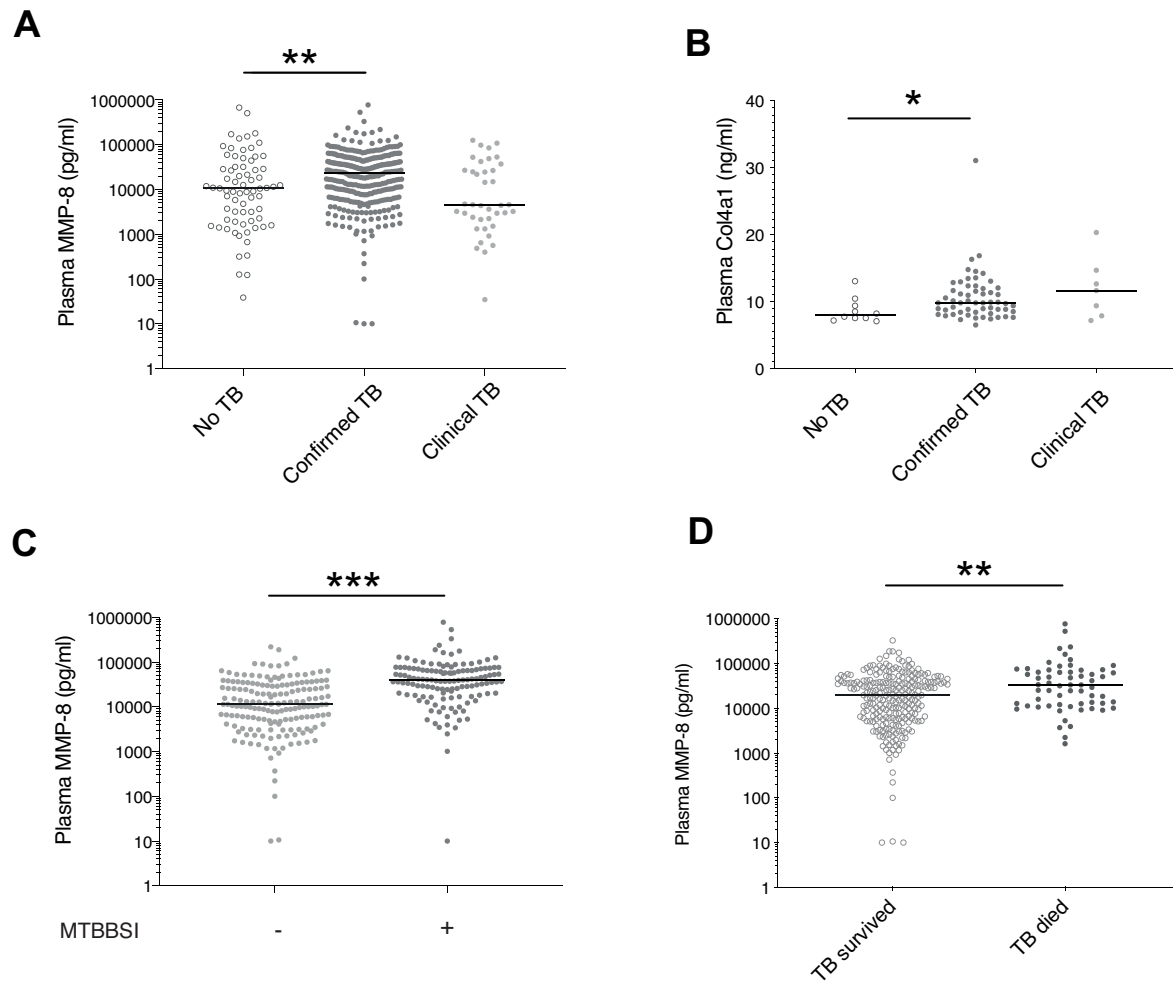 A
**
Plasma MMP-8 (pg/ml)
1000000
100000
10000
1000
100
10
1
No TB
Confirmed TB
Clinical TB
B
*
Plasma Col4a1 (ng/ml)
40
30
20
10
0
No TB
Confirmed TB
Clinical TB
C
***
Plasma MMP-8 (pg/ml)
1000000
100000
10000
1000
100
10
1
MTBBSI - +
D
**
Plasma MMP-8 (pg/ml)
1000000
100000
10000
1000
100
10
1
TB survived
TB died